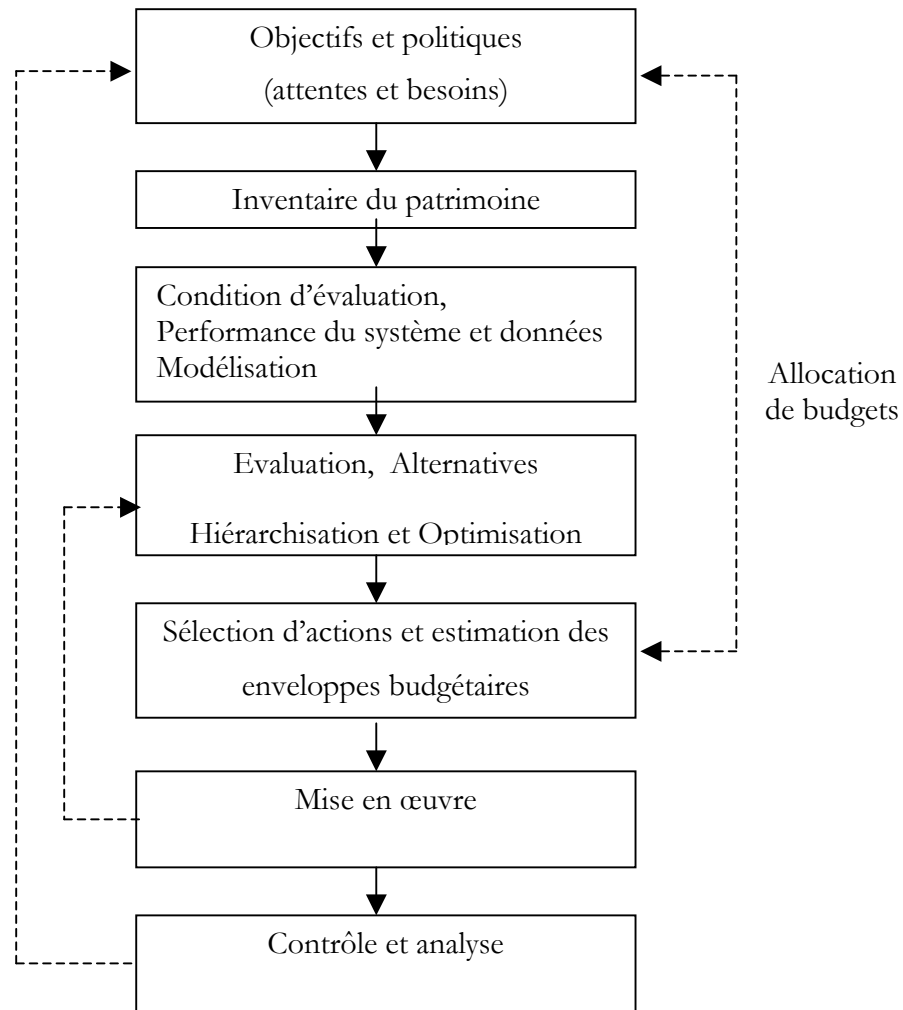 Objectifs et politiques
(attentes et besoins)
Inventaire du patrimoine
Condition d’évaluation,
Performance du système et données
Modélisation
Allocation
de budgets
Evaluation, Alternatives
Hiérarchisation et Optimisation
Sélection d’actions et estimation des
enveloppes budgétaires
Mise en œuvre
Contrôle et analyse